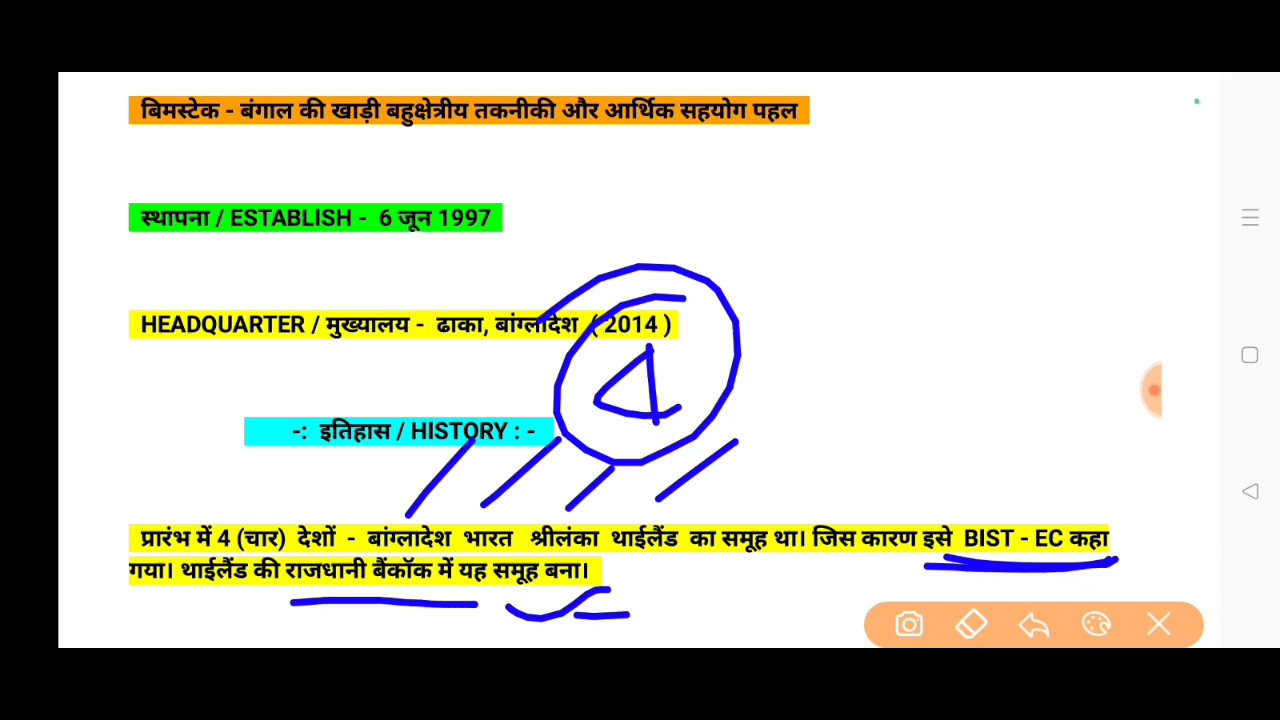 बिमस्टेक - बंगाल की खाड़ी बहुक्षेत्रीय तकनीकी और आर्थिक सहयोग पहल
स्थापना / ESTABLISH - 6 जून 1997
HEADQUARTER / मुख्यालय - ढाका, बांग्लादेश ( 2014 )
4
-: इतिहास / HISTORY : -
प्रारंभ में 4 (चार) देशों - बांग्लादेश भारत श्रीलंका थाईलैंड का समूह था। जिस कारण इसे BIST - EC कहा
गया। थाईलैंड की राजधानी बैंकॉक में यह समूह बना।